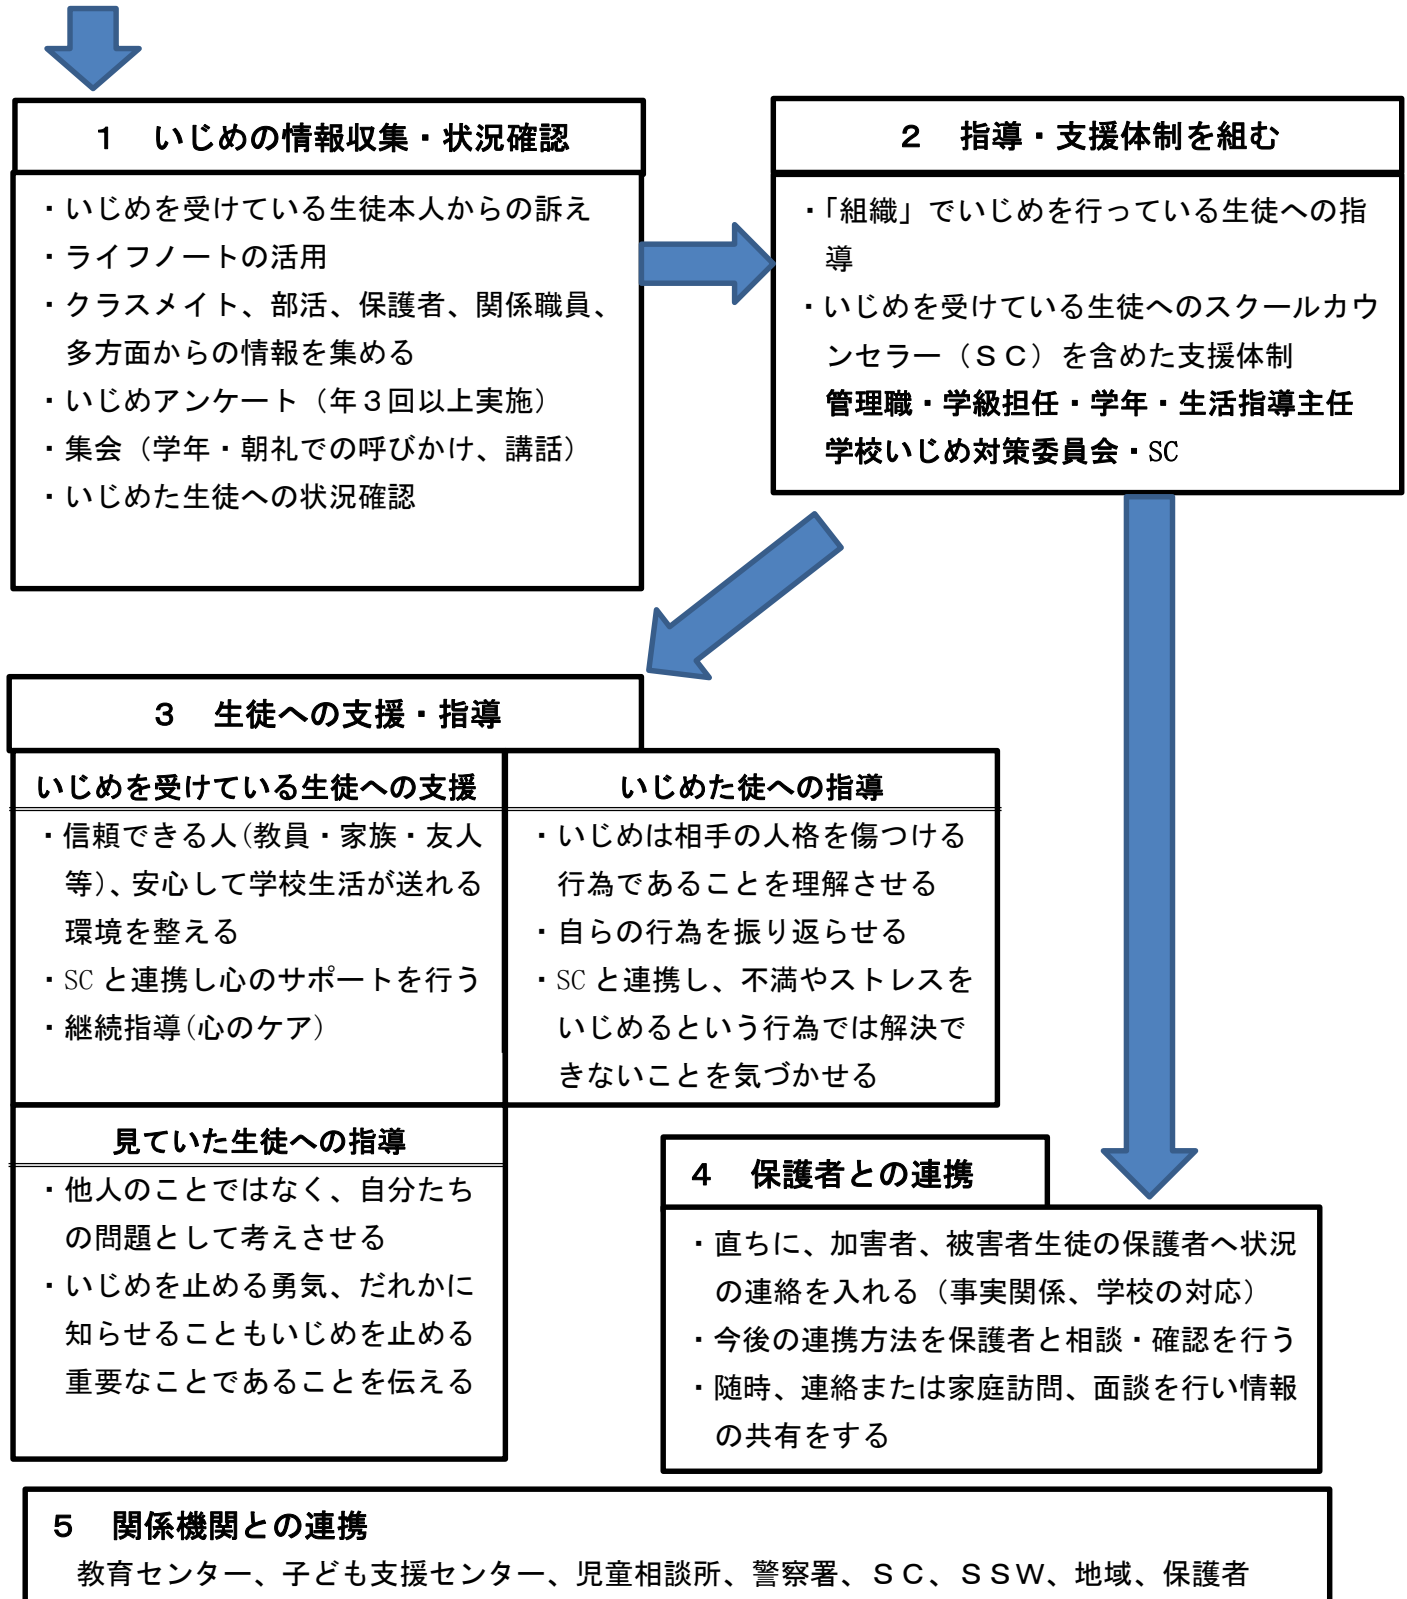 １　いじめの情報収集・状況確認
・いじめを受けている生徒本人からの訴え
・ライフノートの活用
・クラスメイト、部活、保護者、関係職員、
多方面からの情報を集める
・いじめアンケート（年３回以上実施）
・集会（学年・朝礼での呼びかけ、講話）
・いじめた生徒への状況確認
２　指導・支援体制を組む
・「組織」でいじめを行っている生徒への指
導
・いじめを受けている生徒へのスクールカウ
ンセラー（ＳＣ）を含めた支援体制
管理職・学級担任・学年・生活指導主任
学校いじめ対策委員会・SC
３　生徒への支援・指導
いじめを受けている生徒への支援
・信頼できる人(教員・家族・友人
等)、安心して学校生活が送れる
環境を整える
・SC と連携し心のサポートを行う
・継続指導(心のケア)
いじめた徒への指導
・いじめは相手の人格を傷つける
行為であることを理解させる
・自らの行為を振り返らせる
・SC と連携し、不満やストレスを
いじめるという行為では解決で
きないことを気づかせる
見ていた生徒への指導
・他人のことではなく、自分たち
の問題として考えさせる
・いじめを止める勇気、だれかに
知らせることもいじめを止める
重要なことであることを伝える
４　保護者との連携
・直ちに、加害者、被害者生徒の保護者へ状況
の連絡を入れる（事実関係、学校の対応）
・今後の連携方法を保護者と相談・確認を行う
・随時、連絡または家庭訪問、面談を行い情報
の共有をする
５　関係機関との連携
教育センター、子ども支援センター、児童相談所、警察署、ＳＣ、ＳＳＷ、地域、保護者